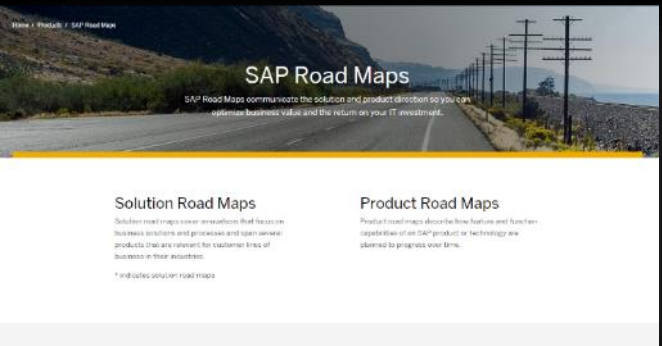 Home / Products / SAP Road Maps
SAP Road Maps
SAP Road Maps communicate the solution and product direction so you can
optimize business value and the return on your IT investment.
Solution Road Maps
Solution road maps cover innovations that focus on
business solutions and processes and span several
products that are relevant for customer lines of
business in their industries.
* indicates solution road maps
Product Road Maps
Product road maps describe how feature and function
capabilities of an SAP product or technology are
planned to progress over time.